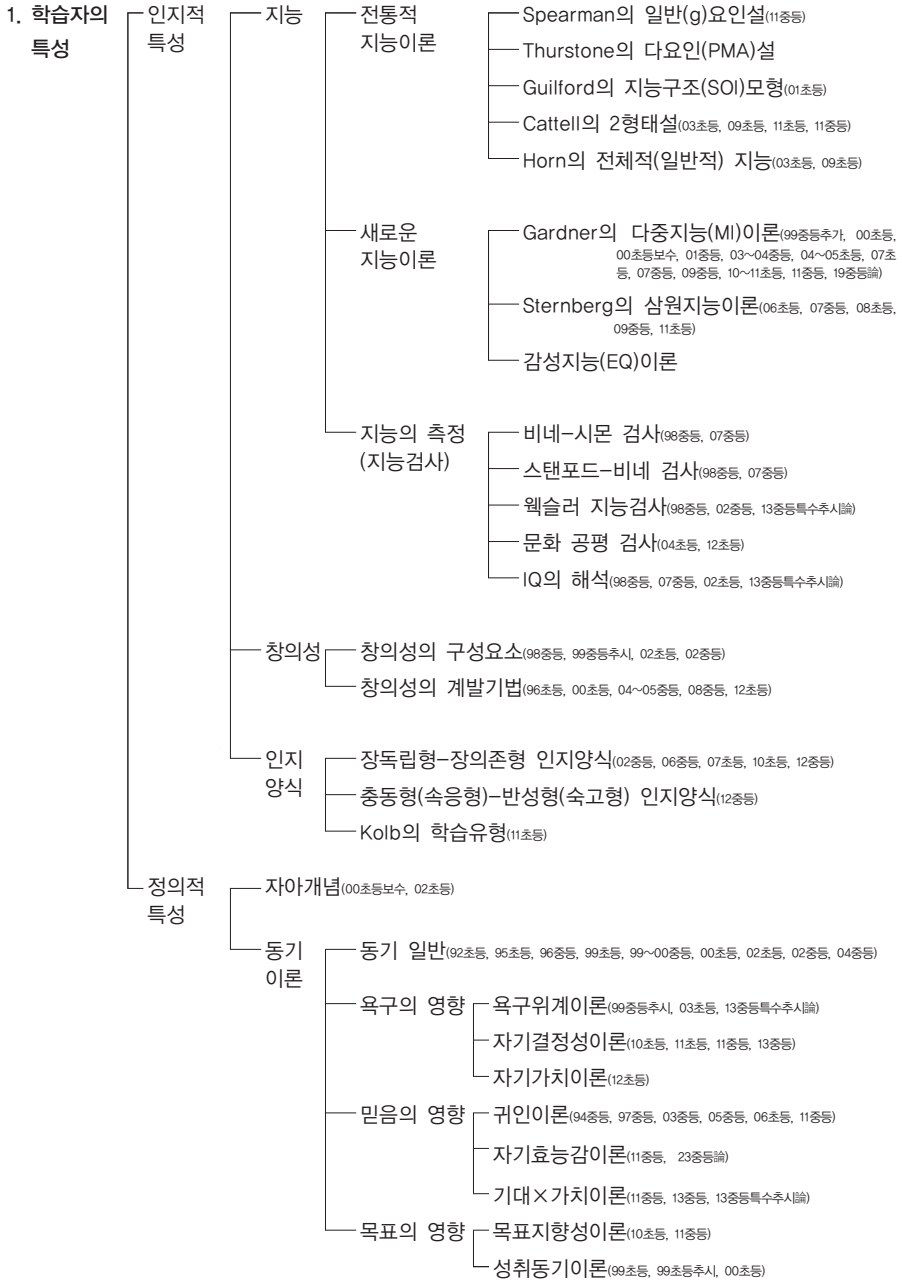 1. 학습자의 특성
인지적 특성
지능
전통적 지능이론
Spearman의 일반(g)요인설(11중등)
Thurstone의 다요인(PMA)설
Guilford의 지능구조(SOI)모형(01초등)
Cattell의 2형태설(03초등, 09초등, 11초등, 11중등)
Horn의 전체적(일반적) 지능(03초등, 09초등)
새로운 지능이론
Gardner의 다중지능(MI)이론(99중등추가, 00초등,
00초등보수, 01중등, 03~04중등, 04~05초등, 07초
등, 07중등, 09중등, 10~11초등, 11중등, 19중등論)
Sternberg의 삼원지능이론(06초등, 07중등, 08초등,
09중등, 11초등)
감성지능(EQ)이론
지능의 측정
(지능검사)
비네-시몬 검사(98중등, 07중등)
스탠포드-비네 검사(98중등, 07중등)
웩슬러 지능검사(98중등, 02중등, 13중등특수추시論)
문화 공평 검사(04초등, 12초등)
IQ의 해석(98중등, 07중등, 02초등, 13중등특수추시論)
창의성
창의성의 구성요소(98중등, 99중등추시, 02초등, 02중등)
창의성의 계발기법(96초등, 00초등, 04~05중등, 08중등, 12초등)
인지
양식
장독립형-장의존형 인지양식(02중등, 06중등, 07초등, 10초등, 12중등)
충동형(속응형)-반성형(숙고형) 인지양식(12중등)
Kolb의 학습유형(11초등)
정의적
특성
자아개념(00초등보수, 02초등)
동기
이론
동기 일반(92초등, 95초등, 96중등, 99초등, 99~00중등, 00초등, 02초등, 02중등, 04중등)
욕구의 영향
욕구위계이론(99중등추시, 03초등, 13중등특수추시論)
자기결정성이론(10초등, 11초등, 11중등, 13중등)
자기가치이론(12초등)
믿음의 영향
귀인이론(94중등, 97중등, 03중등, 05중등, 06초등, 11중등)
자기효능감이론(11중등, 23중등論)
기대×가치이론(11중등, 13중등, 13중등특수추시論)
목표의 영향
목표지향성이론(10초등, 11중등)
성취동기이론(99초등, 99초등추시, 00초등)